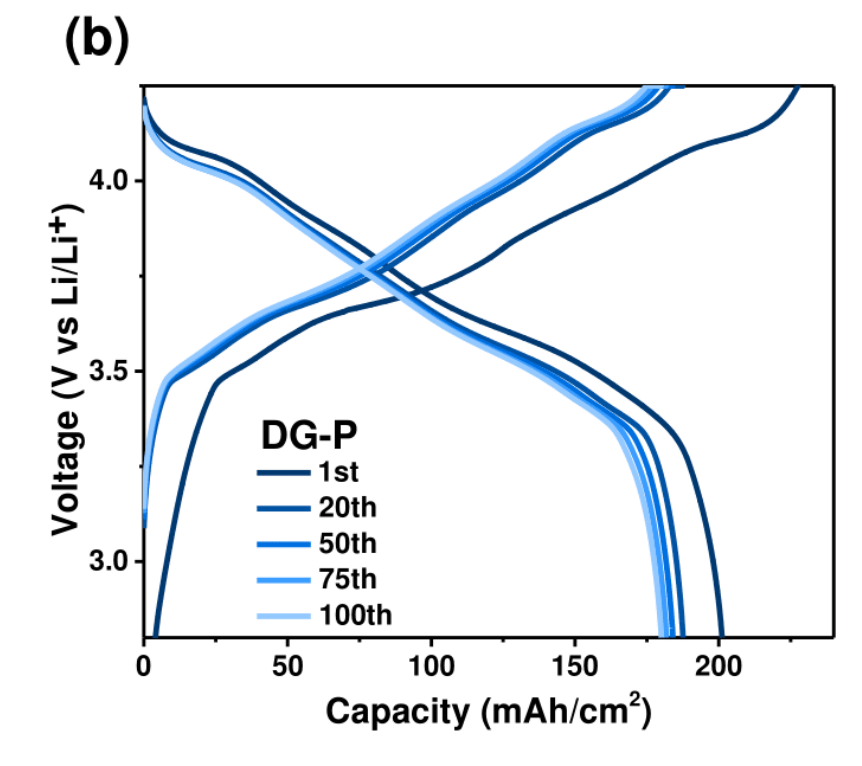 (b)
Voltage (V vs Li/Li⁺)
4.0
3.5
3.0
DG-P
1st
20th
50th
75th
100th
0 50 100 150 200
Capacity (mAh/cm²)